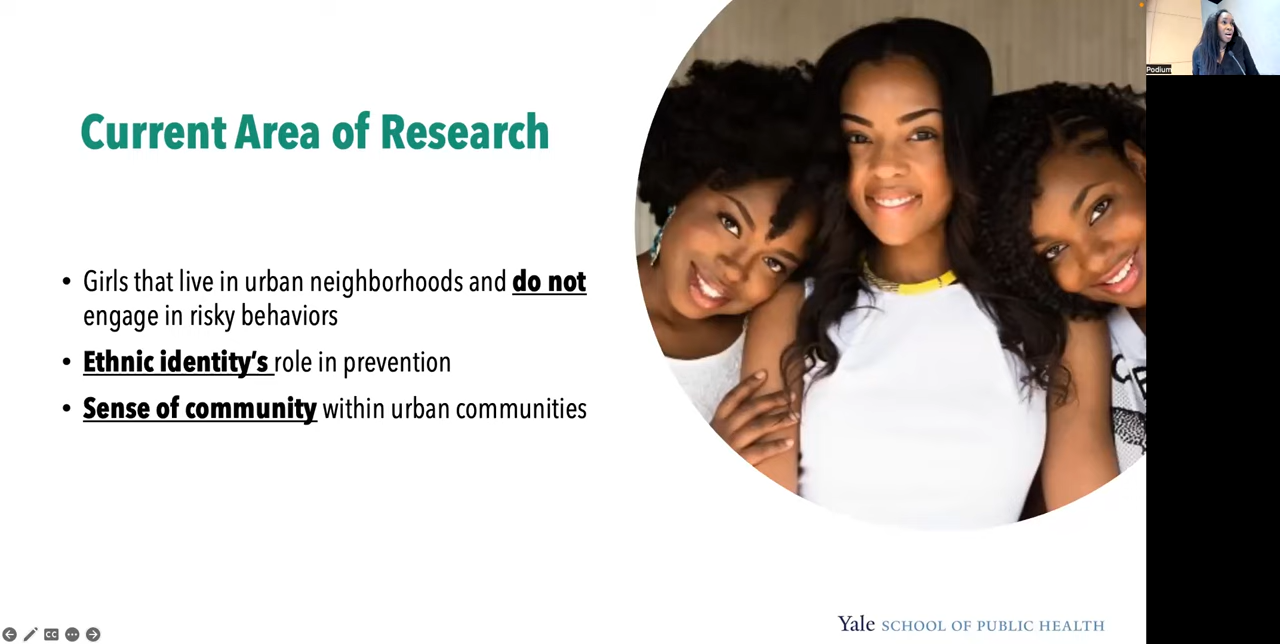 Podium
Current Area of Research
• Girls that live in urban neighborhoods and do not
engage in risky behaviors
• Ethnic identity's role in prevention
• Sense of community within urban communities
CC
Yale SCHOOL OF PUBLIC HEALTH